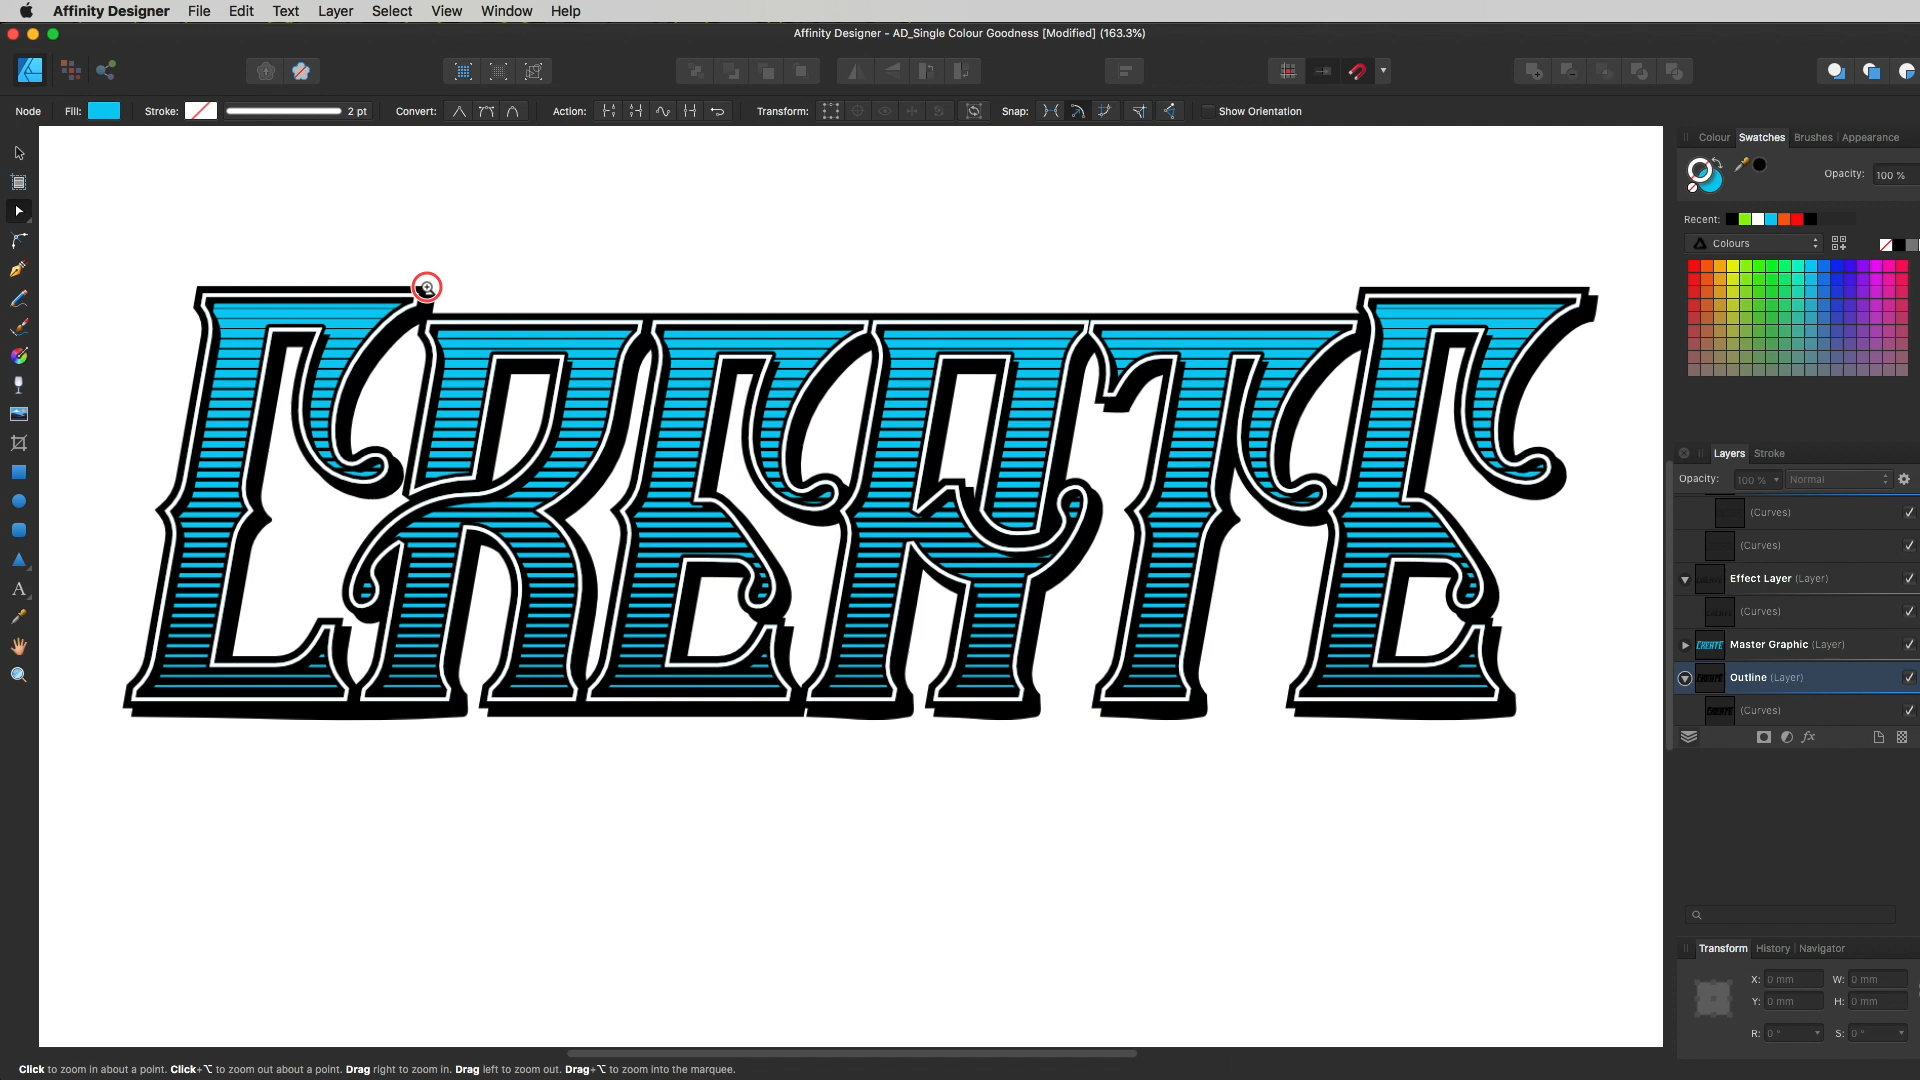 Affinity Designer File Edit Text Layer Select View Window Help
Affinity Designer - AD_Single Colour Goodness [Modified] (163.3%)
Node Fill: Stroke: 2 pt Convert: Action: Transform: Snap: Show Orientation
Colour Swatches Brushes Appearance
Opacity: 100 %
Recent:
Colours
CREATE
Layers Stroke
Opacity: 100 % Normal
(Curves)
(Curves)
Effect Layer (Layer)
(Curves)
Master Graphic (Layer)
Outline (Layer)
(Curves)
Transform History Navigator
X: 0 mm W: 0 mm
Y: 0 mm H: 0 mm
R: 0 ° S: 0 °
Click to zoom in about a point. Click+⌥ to zoom out about a point. Drag right to zoom in. Drag left to zoom out. Drag+⌥ to zoom into the marquee.